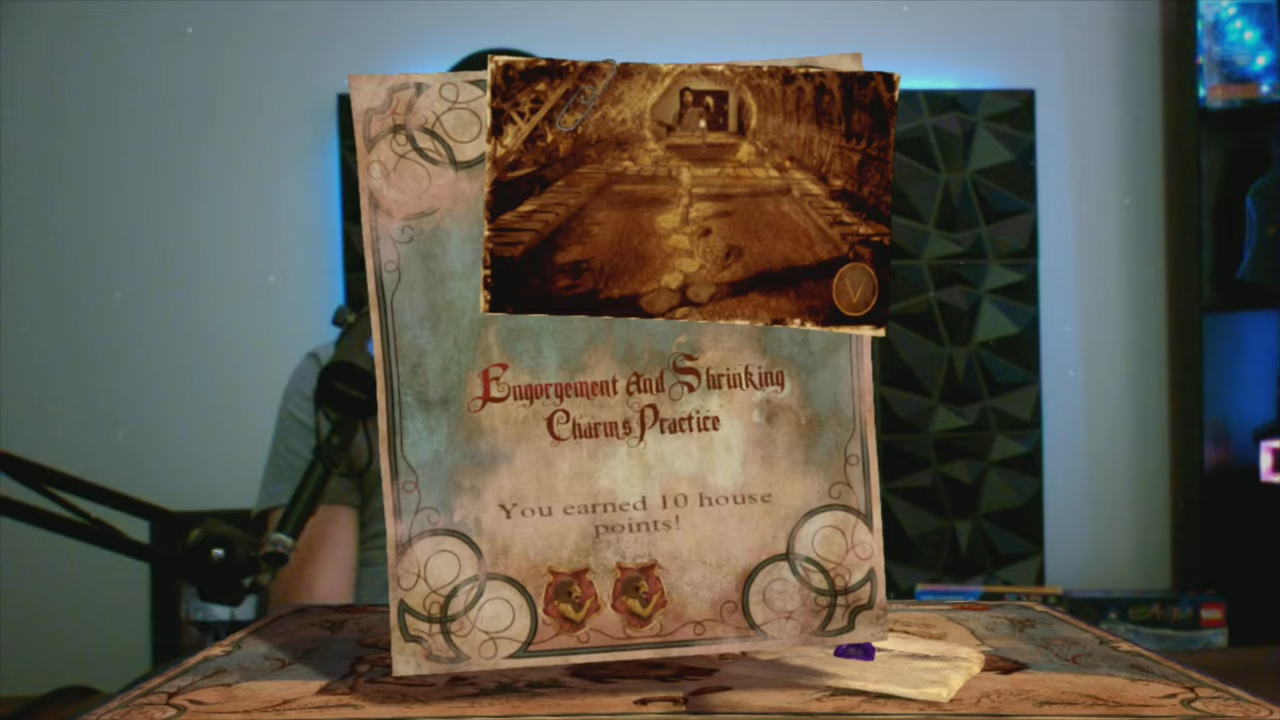 V
Engorgement And Shrinking
Charms Practice
You earned 10 house
points!